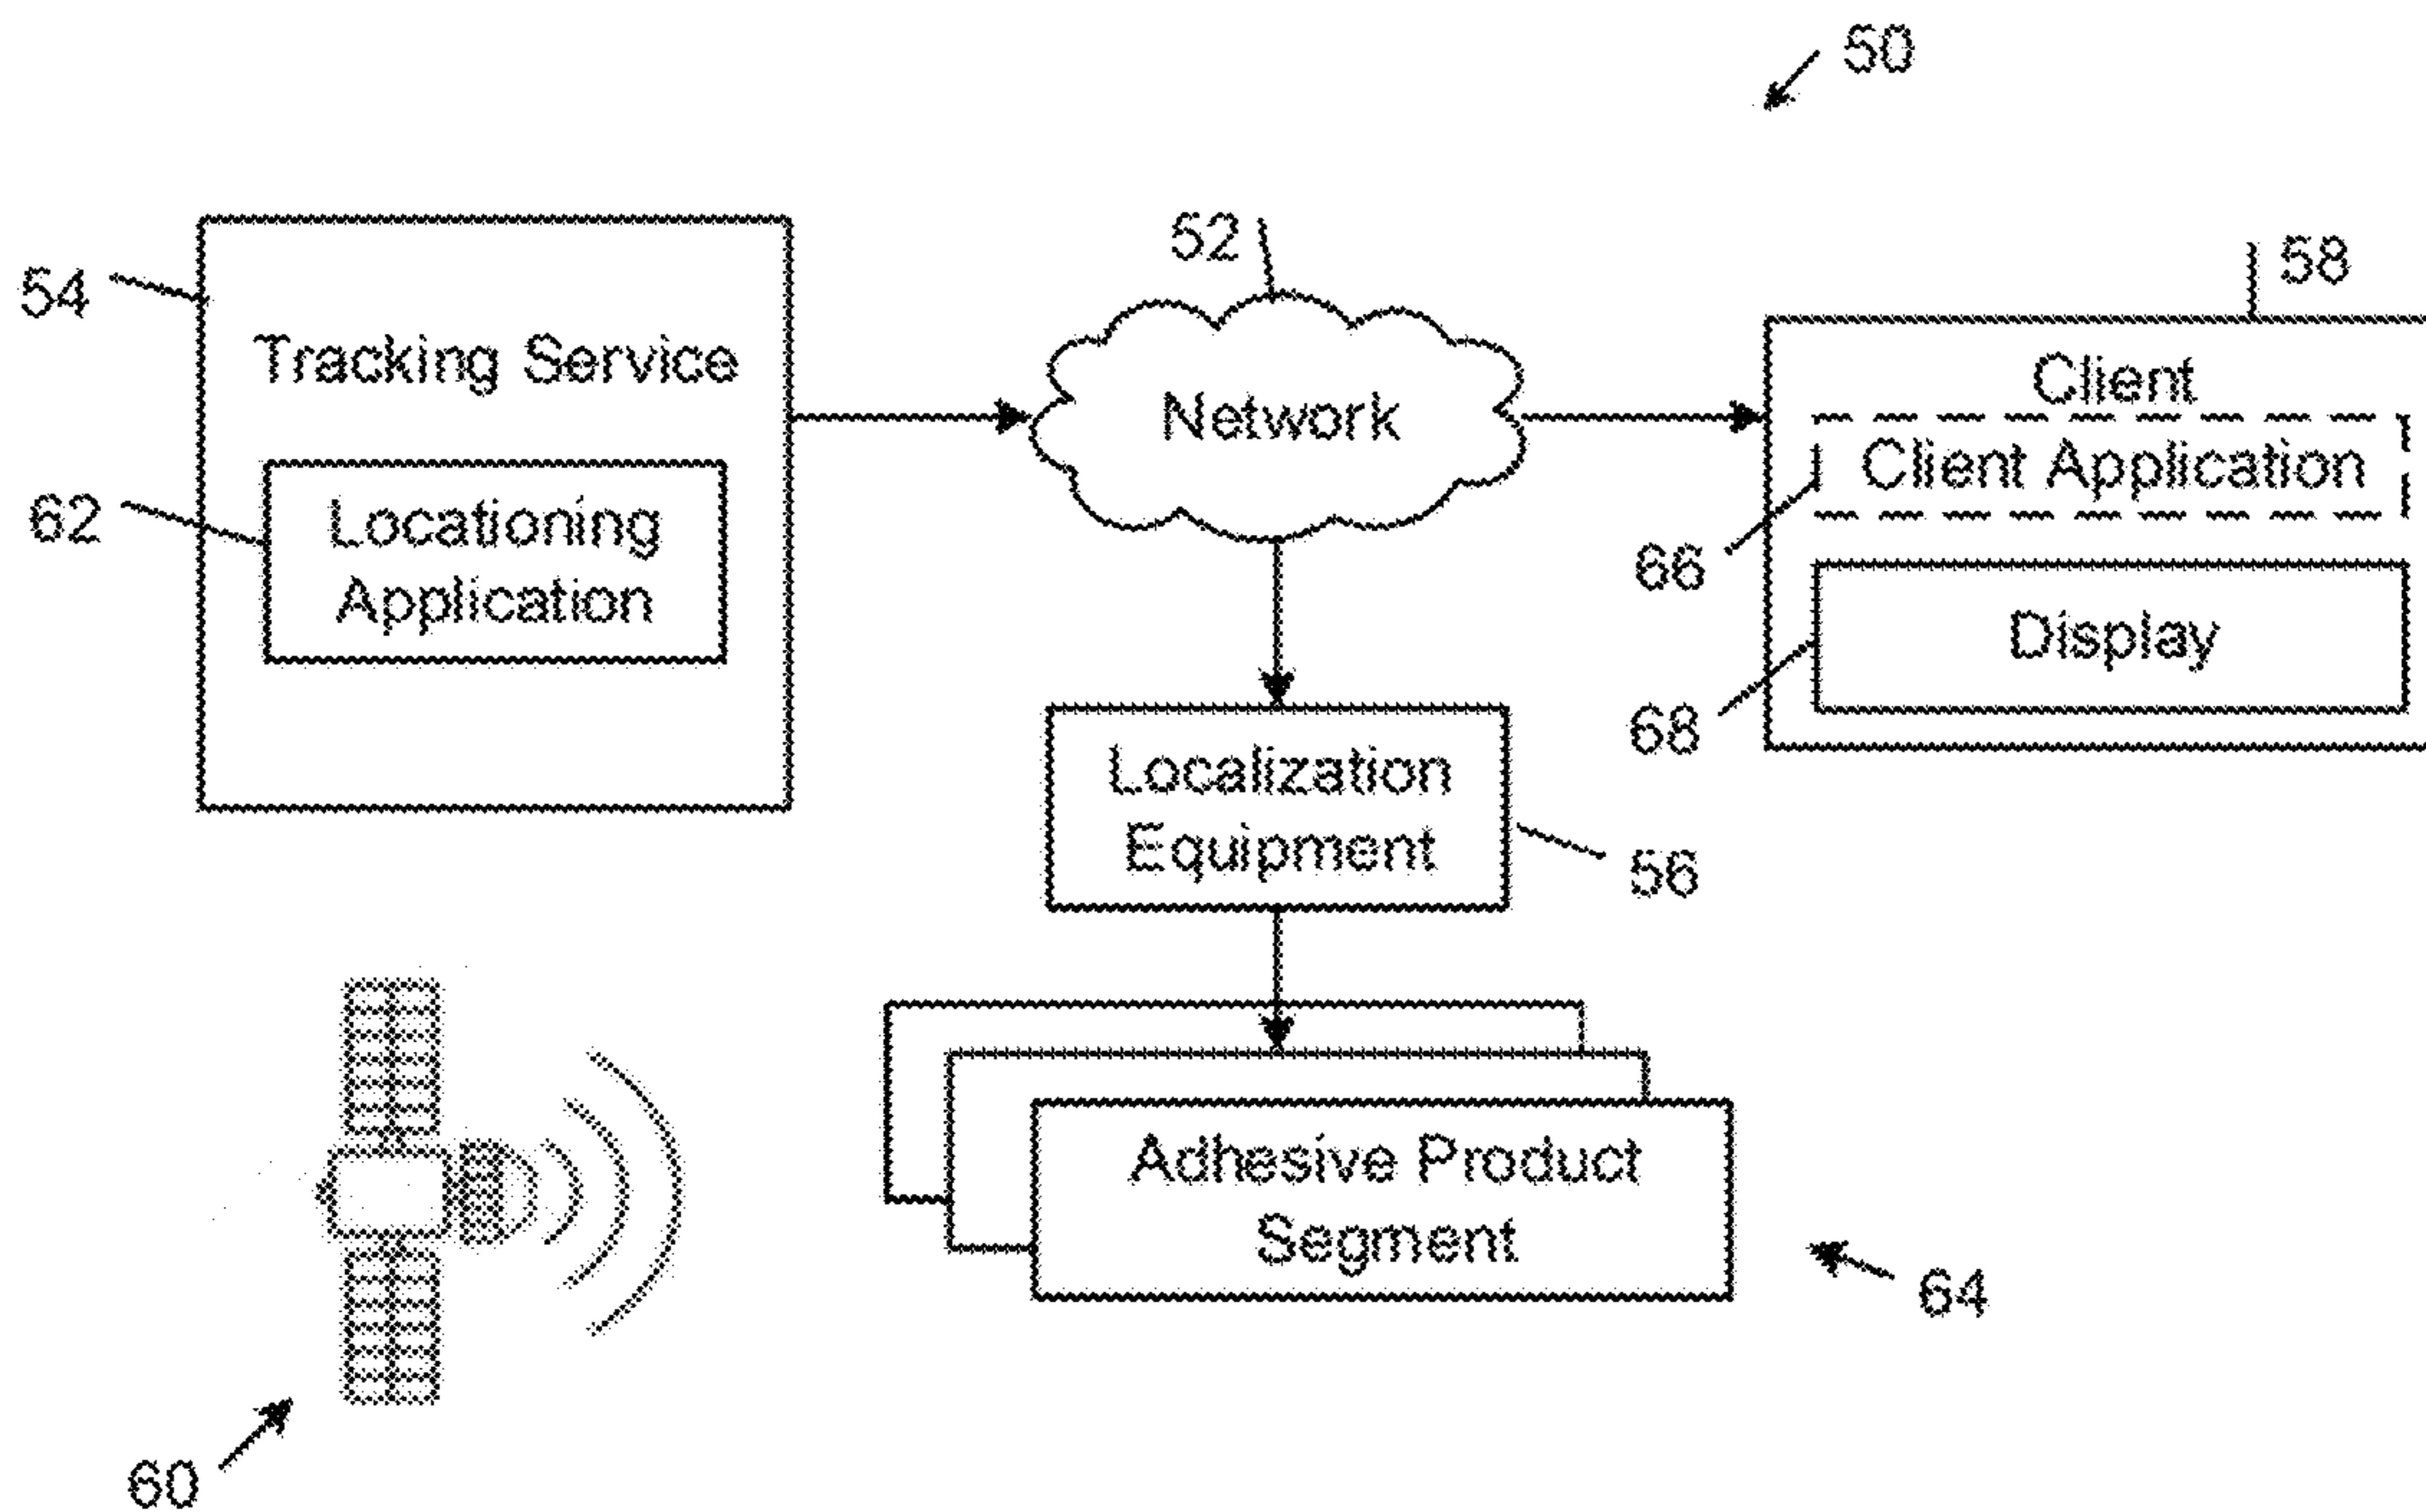 50
52
58
54
Tracking Service
Client
Network
Client Application
62
Locationing
Application
66
Display
68
Localization
Equipment
56
Adhesive Product
Segment
64
60